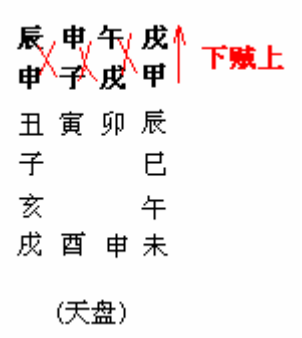 辰 申 午 戌 下贼上
申 子 戌 甲
丑 寅 卯 辰
子 巳
亥 午
戌 酉 申 未
(天盘)